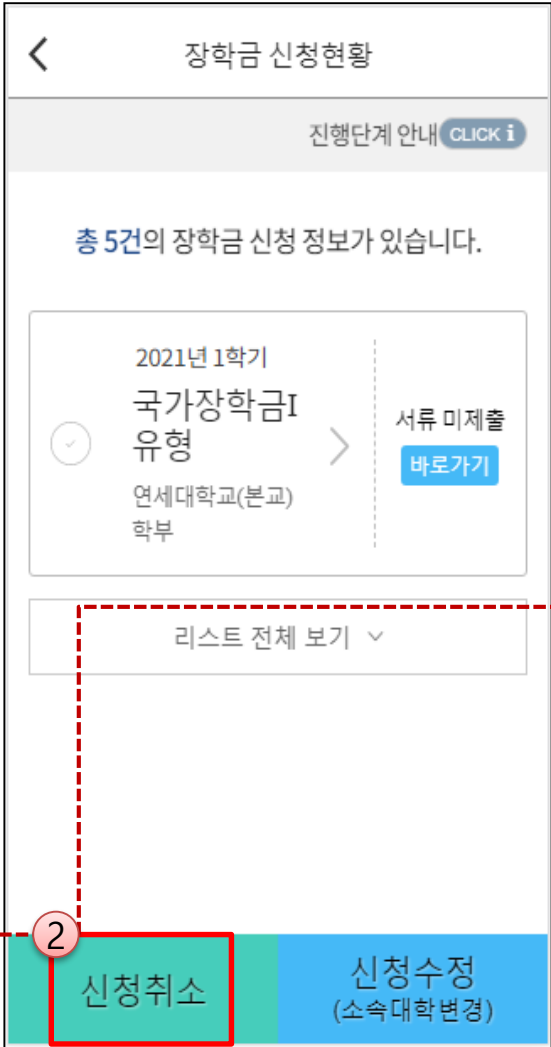 장학금 신청현황
진행단계 안내 CLICK i
총 5건의 장학금 신청 정보가 있습니다.
2021년 1학기
국가장학금I
유형
연세대학교(본교)
학부
서류 미제출
바로가기
리스트 전체 보기
2
신청취소
신청수정
(소속대학변경)